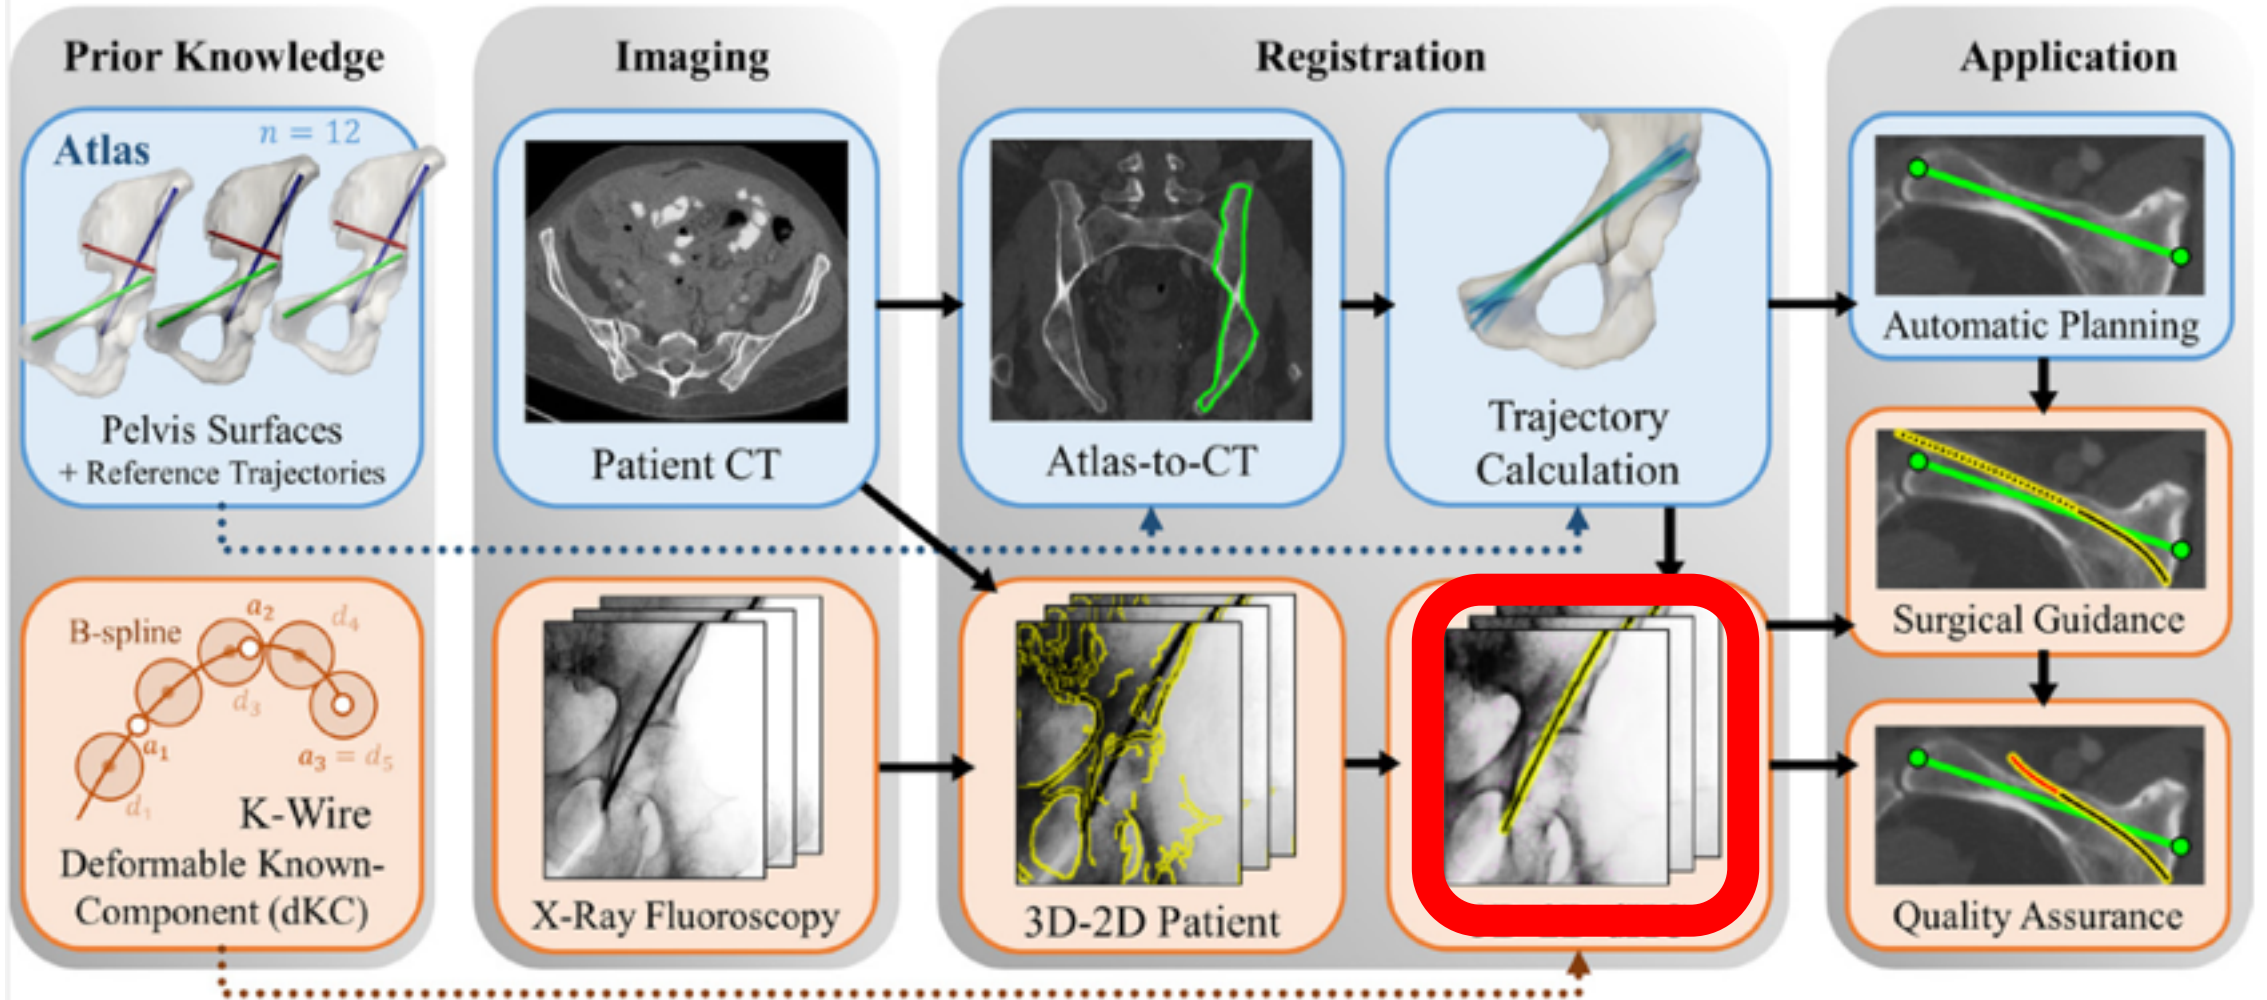 Prior Knowledge
Imaging
Registration
Application
Atlas
n = 12
Pelvis Surfaces
+ Reference Trajectories
Patient CT
Atlas-to-CT
Trajectory
Calculation
Automatic Planning
Surgical Guidance
B-spline
a₂
d₄
d₃
a₁
a₃ = d₅
d₁
K-Wire
Deformable Known-
Component (dKC)
X-Ray Fluoroscopy
3D-2D Patient
Quality Assurance